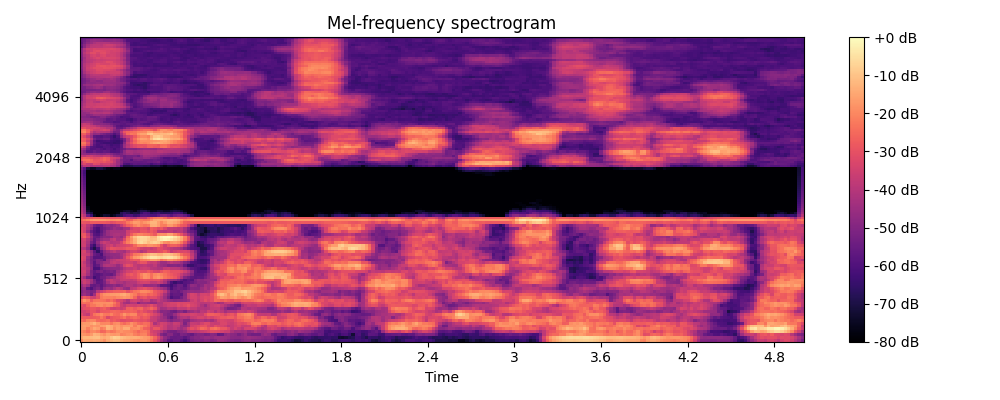 Mel-frequency spectrogram
Hz
4096
2048
1024
512
0
0 0.6 1.2 1.8 2.4 3 3.6 4.2 4.8
Time
+0 dB
-10 dB
-20 dB
-30 dB
-40 dB
-50 dB
-60 dB
-70 dB
-80 dB